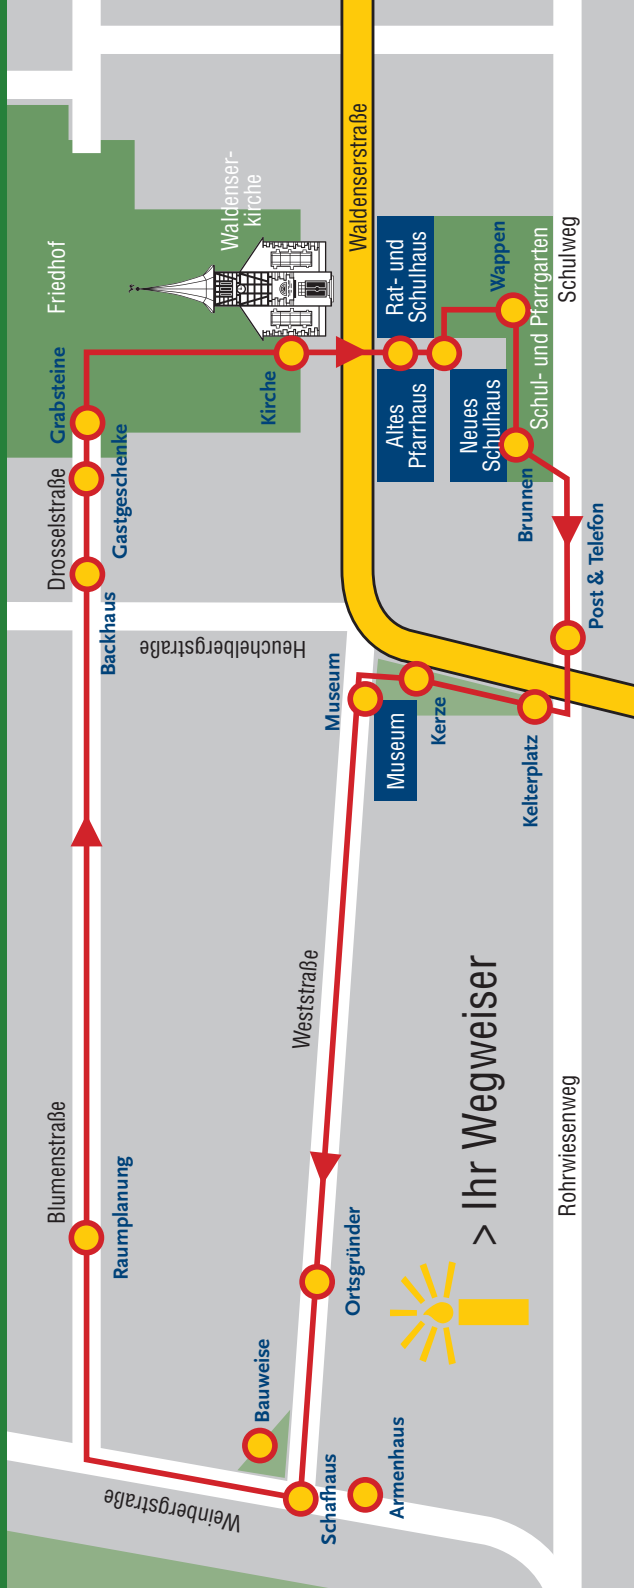 Friedhof
Waldenser-
kirche
Waldenserstraße
Rat- und
Schulhaus
Wappen
Schul- und Pfarrgarten
Schulweg
Grabsteine
Kirche
Altes
Pfarrhaus
Neues
Schulhaus
Brunnen
Drosselstraße
Gastgeschenke
Backhaus
Heuchelbergstraße
Post & Telefon
Museum
Museum
Kerze
Kelterplatz
Weststraße
> Ihr Wegweiser
Rohrwiesenweg
Blumenstraße
Raumplanung
Ortsgründer
Bauweise
Schafhaus
Armenhaus
Weinbergstraße